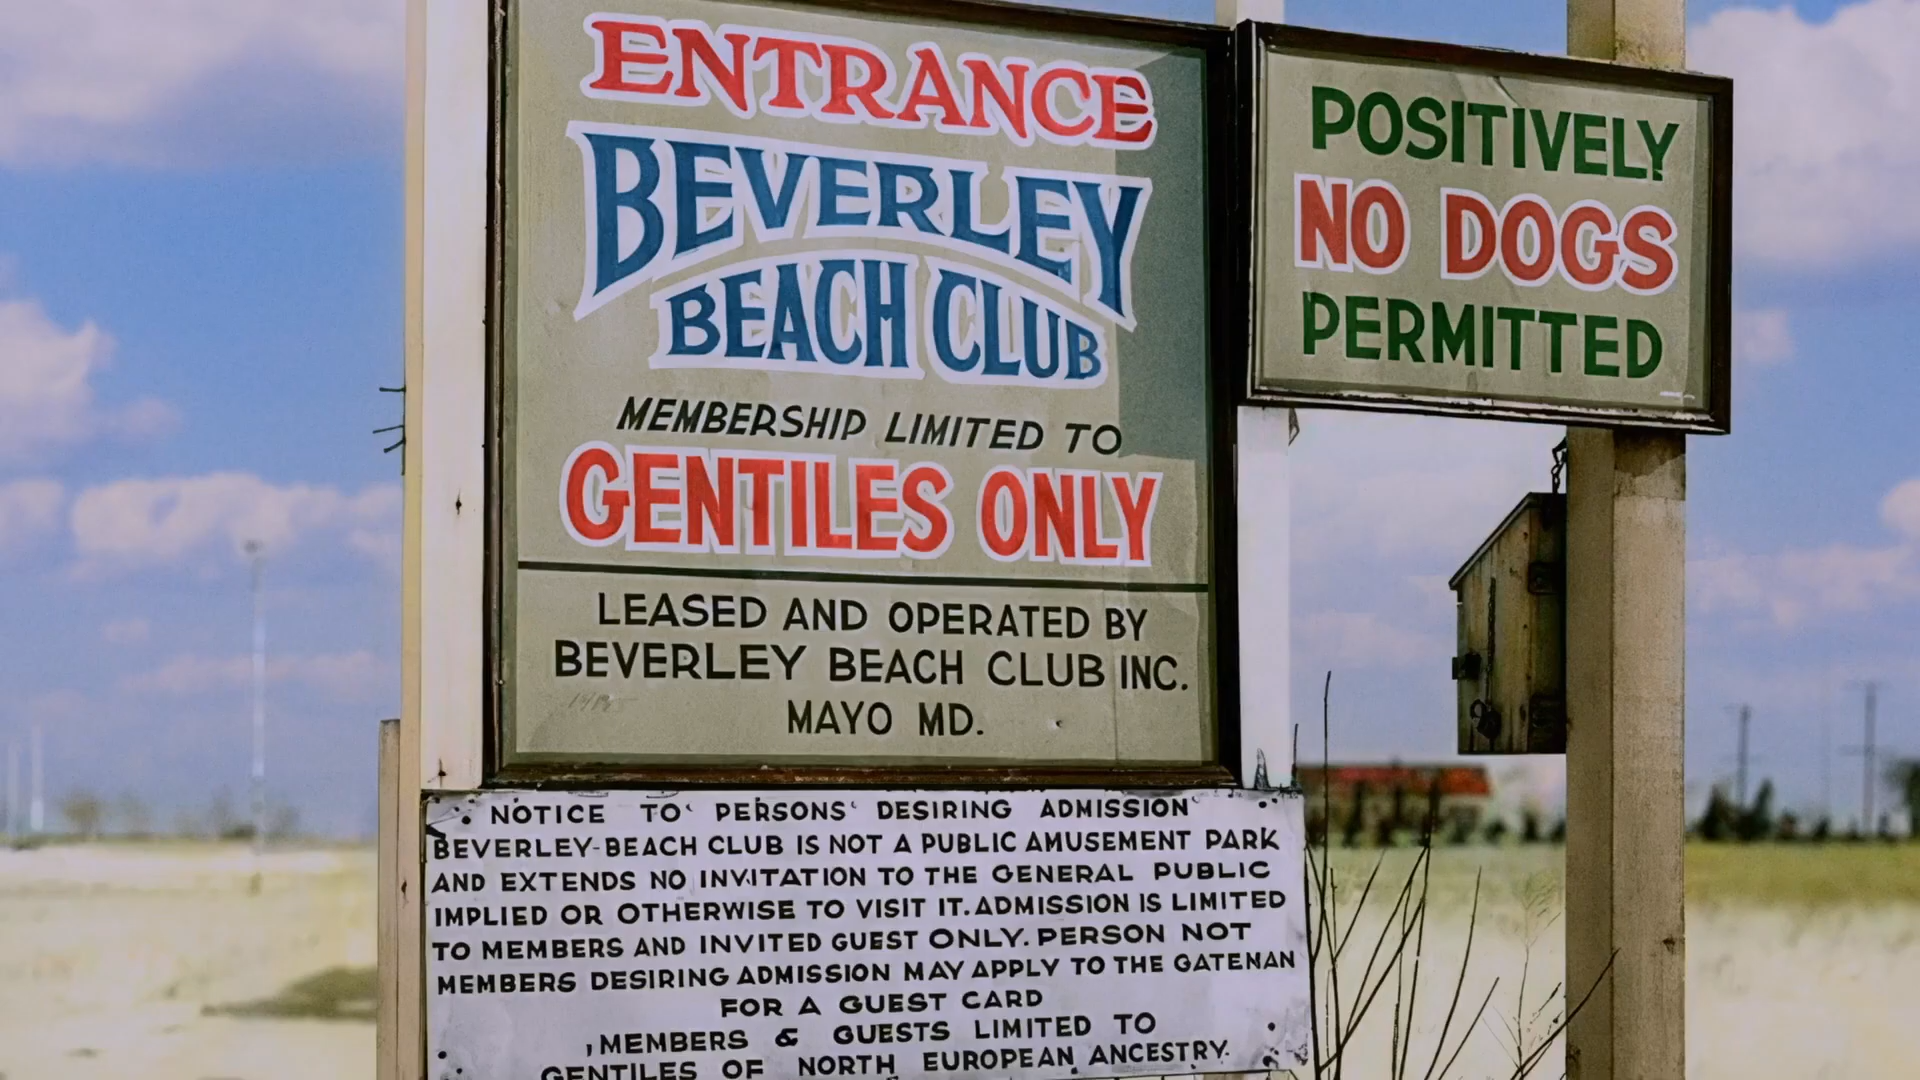 ENTRANCE
BEVERLEY
BEACH CLUB
MEMBERSHIP LIMITED TO
GENTILES ONLY
LEASED AND OPERATED BY
BEVERLEY BEACH CLUB INC.
MAYO MD.
POSITIVELY
NO DOGS
PERMITTED
NOTICE TO PERSONS DESIRING ADMISSION
BEVERLEY-BEACH CLUB IS NOT A PUBLIC AMUSEMENT PARK
AND EXTENDS NO INVITATION TO THE GENERAL PUBLIC
IMPLIED OR OTHERWISE TO VISIT IT. ADMISSION IS LIMITED
TO MEMBERS AND INVITED GUEST ONLY. PERSON NOT
MEMBERS DESIRING ADMISSION MAY APPLY TO THE GATENAN
FOR A GUEST CARD
MEMBERS & GUESTS LIMITED TO
GENTILES OF NORTH EUROPEAN ANCESTRY.